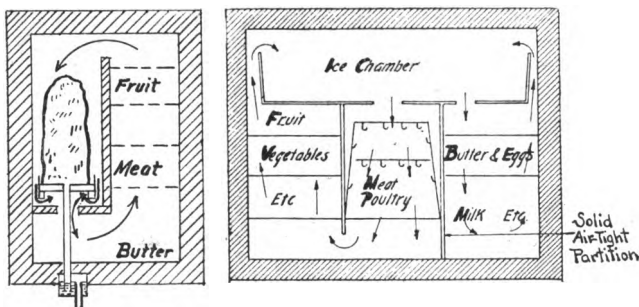 Fruit
Meat
Butter
Ice Chamber
Fruit
Vegetables
Etc
Meat
Poultry
Butter & Eggs
Milk Etc
Solid
Air Tight
Partition